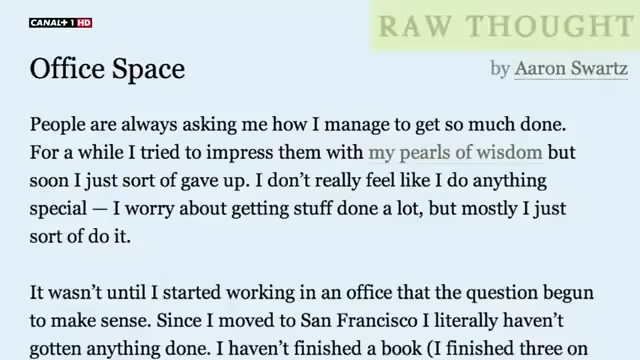 CANAL+ 1 HD
RAW THOUGHT
Office Space
by Aaron Swartz
People are always asking me how I manage to get so much done.
For a while I tried to impress them with my pearls of wisdom but
soon I just sort of gave up. I don’t really feel like I do anything
special — I worry about getting stuff done a lot, but mostly I just
sort of do it.
It wasn’t until I started working in an office that the question begun
to make sense. Since I moved to San Francisco I literally haven’t
gotten anything done. I haven’t finished a book (I finished three on